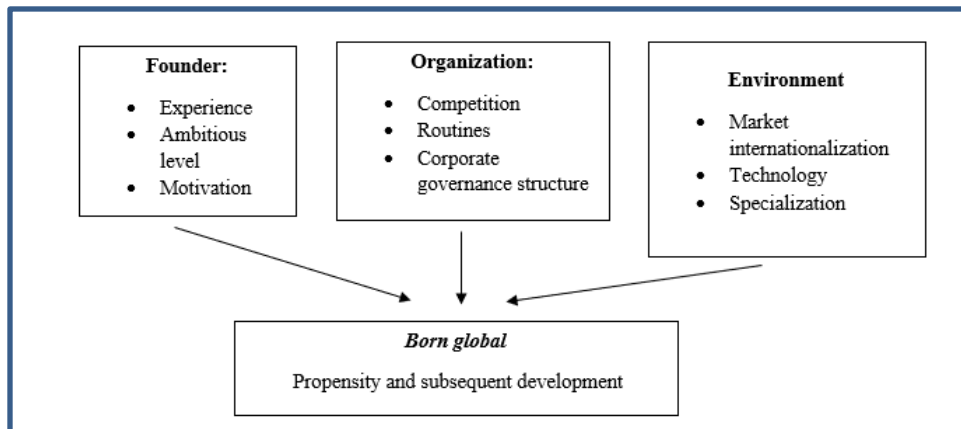 Founder:
• Experience
• Ambitious
level
• Motivation
Organization:
• Competition
• Routines
• Corporate
governance structure
Environment
• Market
internationalization
• Technology
• Specialization
Born global
Propensity and subsequent development